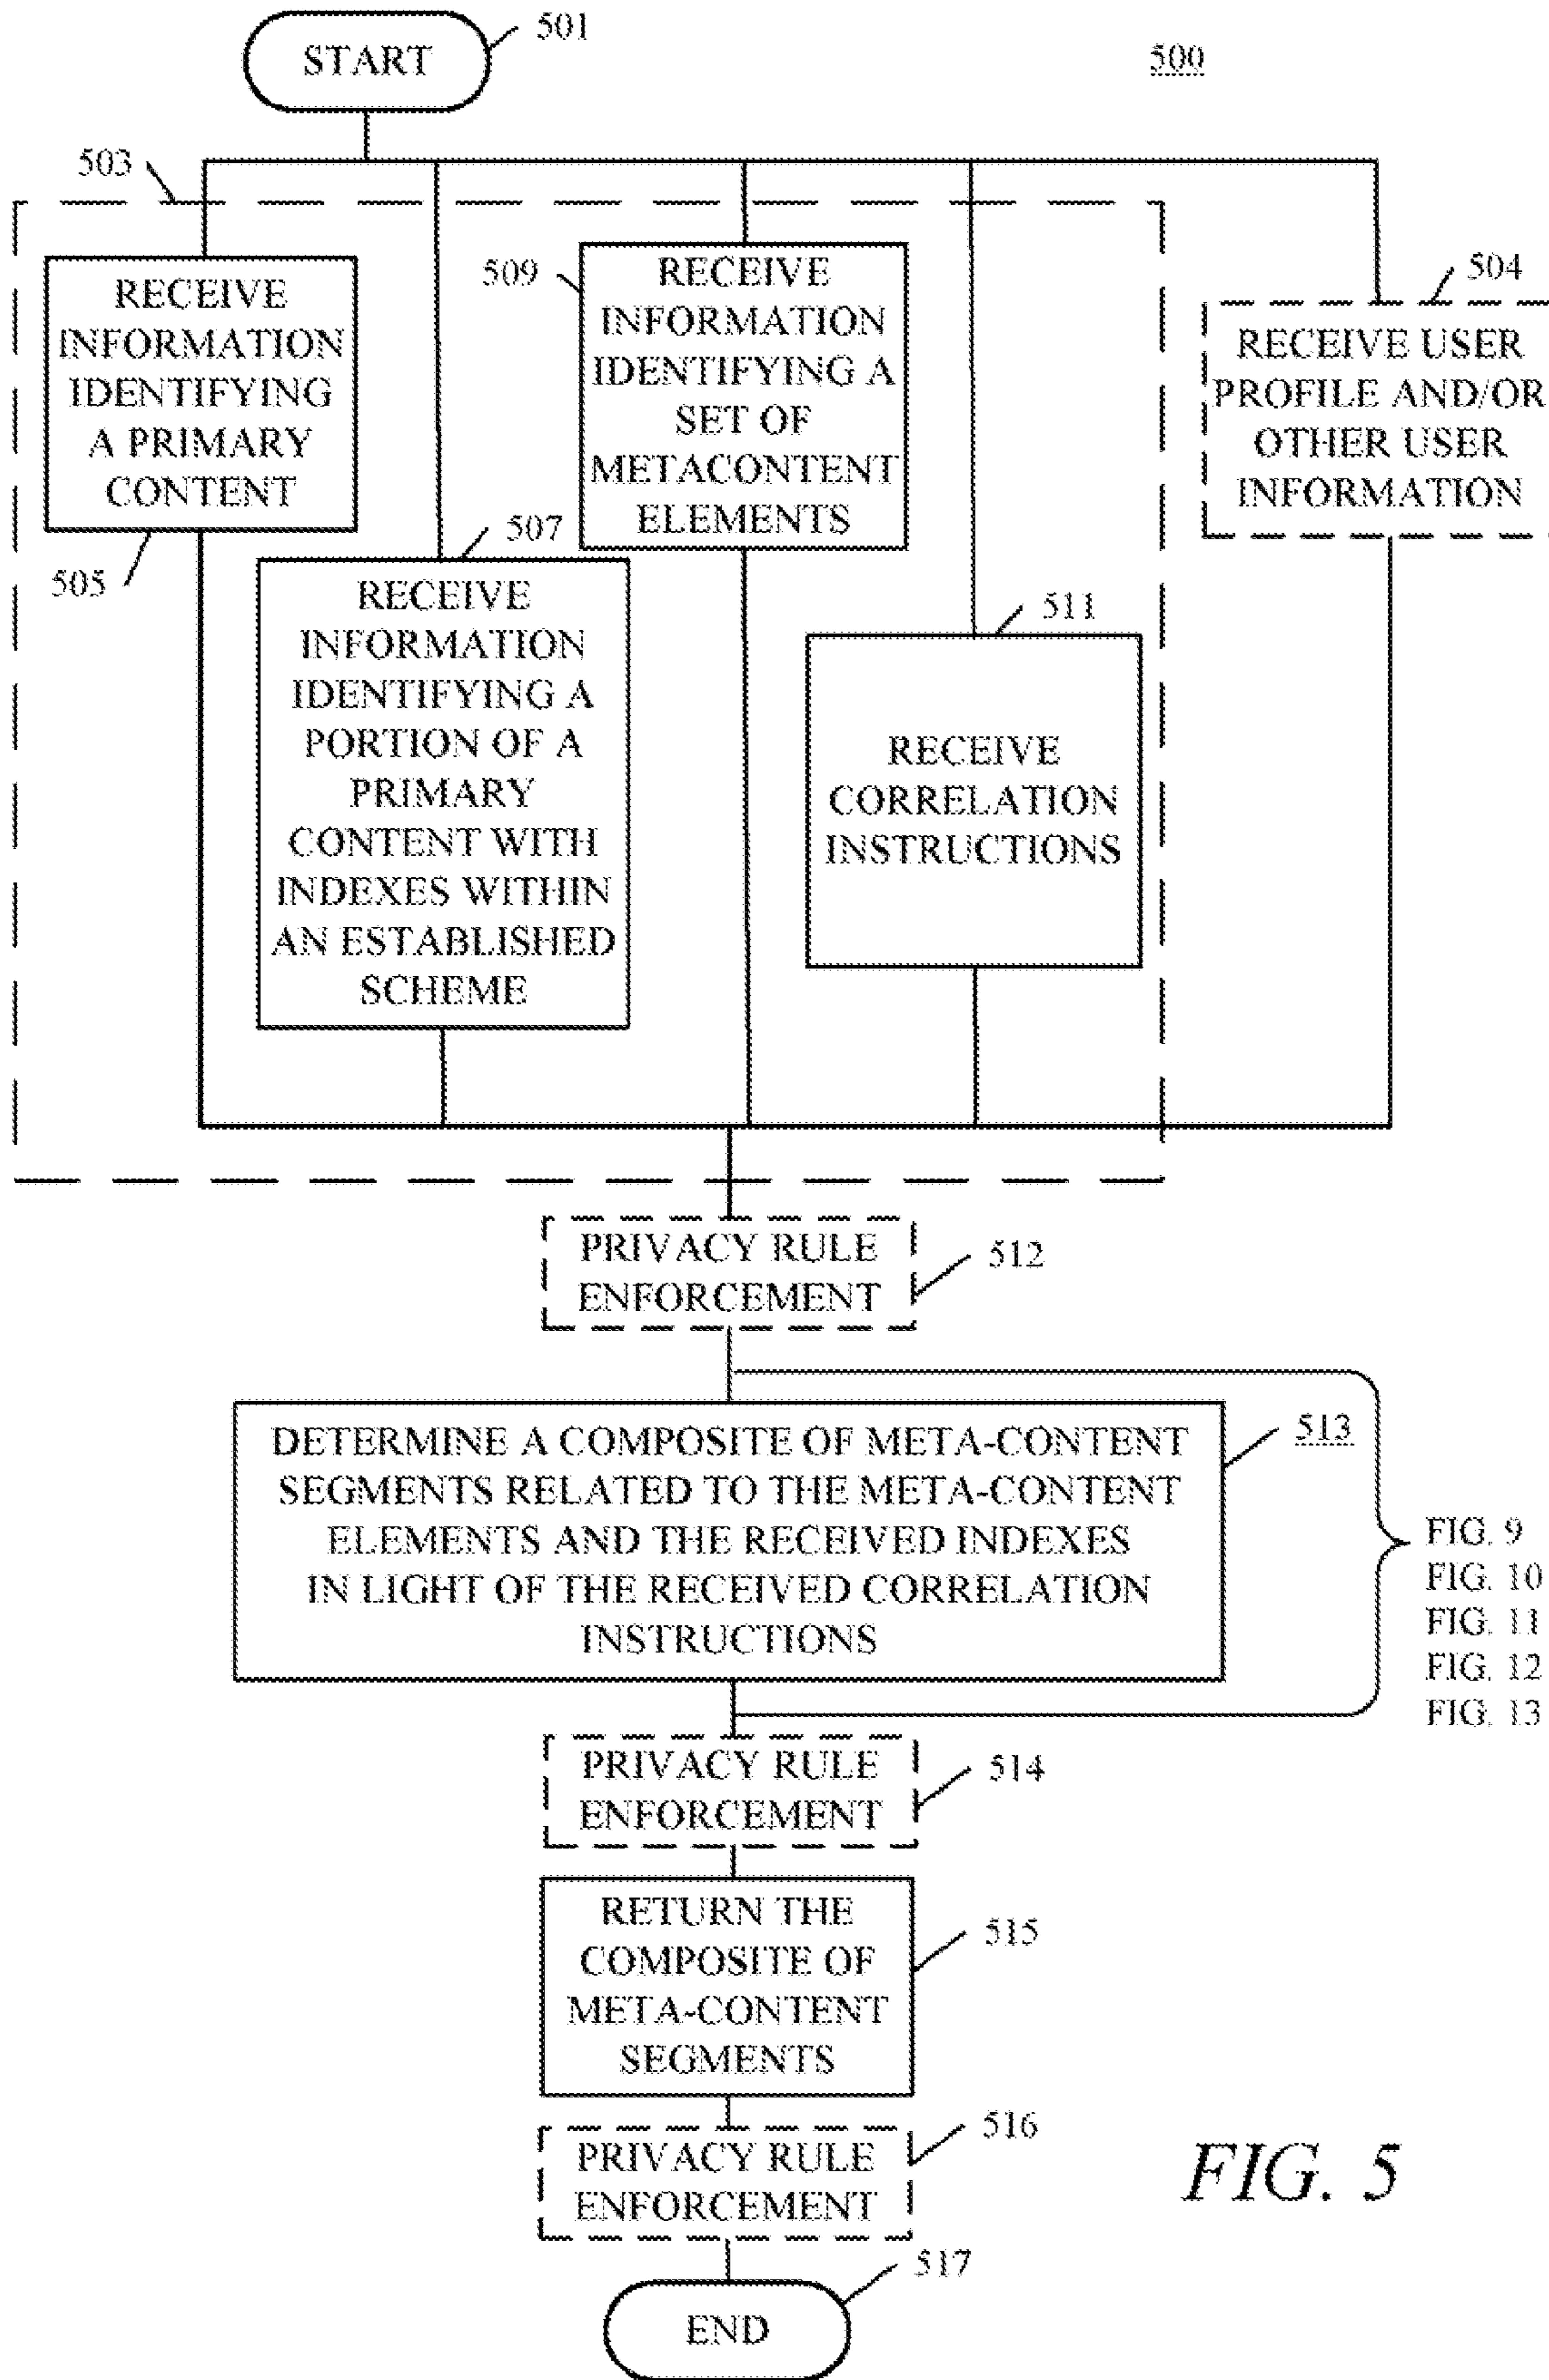 START
501
500
503
RECEIVE
INFORMATION
IDENTIFYING
A PRIMARY
CONTENT
505
509
RECEIVE
INFORMATION
IDENTIFYING A
SET OF
METACONTENT
ELEMENTS
504
RECEIVE USER
PROFILE AND/OR
OTHER USER
INFORMATION
507
RECEIVE
INFORMATION
IDENTIFYING A
PORTION OF A
PRIMARY
CONTENT WITH
INDEXES WITHIN
AN ESTABLISHED
SCHEME
511
RECEIVE
CORRELATION
INSTRUCTIONS
PRIVACY RULE
ENFORCEMENT
512
DETERMINE A COMPOSITE OF META-CONTENT
SEGMENTS RELATED TO THE META-CONTENT
ELEMENTS AND THE RECEIVED INDEXES
IN LIGHT OF THE RECEIVED CORRELATION
INSTRUCTIONS
513
FIG. 9
FIG. 10
FIG. 11
FIG. 12
FIG. 13
PRIVACY RULE
ENFORCEMENT
514
RETURN THE
COMPOSITE OF
META-CONTENT
SEGMENTS
515
PRIVACY RULE
ENFORCEMENT
516
END
517
FIG. 5